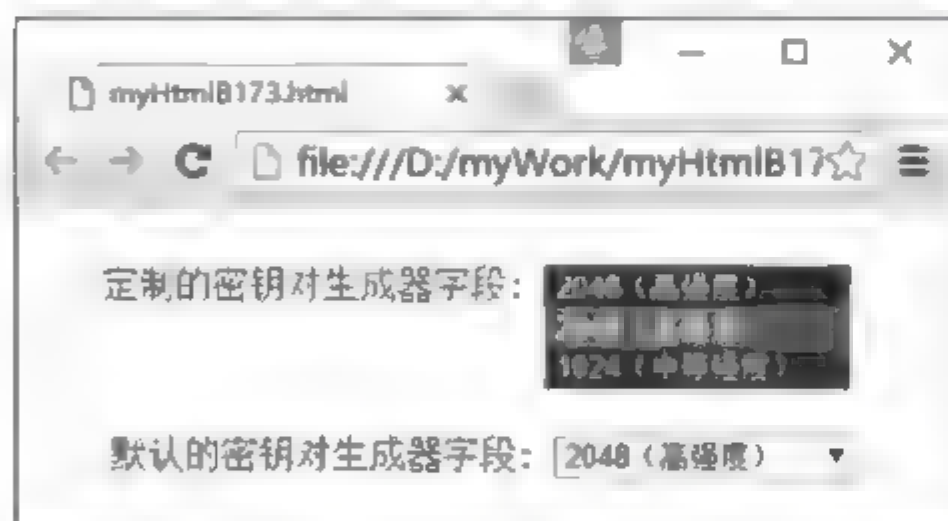 myHtmlB173.html
file:///D:/myWork/myHtmlB17
定制的密钥对生成器字段: 2048（高强度）
1024（中等强度）
默认的密钥对生成器字段: 2048（高强度）